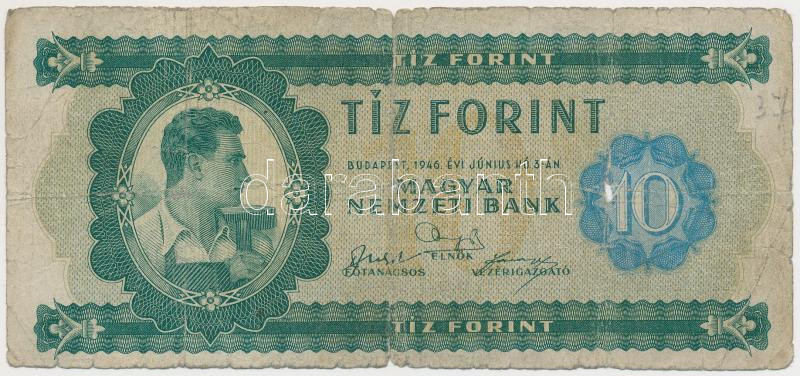 TÍZ FORINT
TÍZ FORINT
BUDAPEST, 1946. ÉVI JÚNIUS HÓ 3-ÁN
MAGYAR
NEMZETI BANK
10
ELNÖK
FŐTANÁCSOS VEZÉRIGAZGATÓ
TÍZ FORINT
darabanth
37